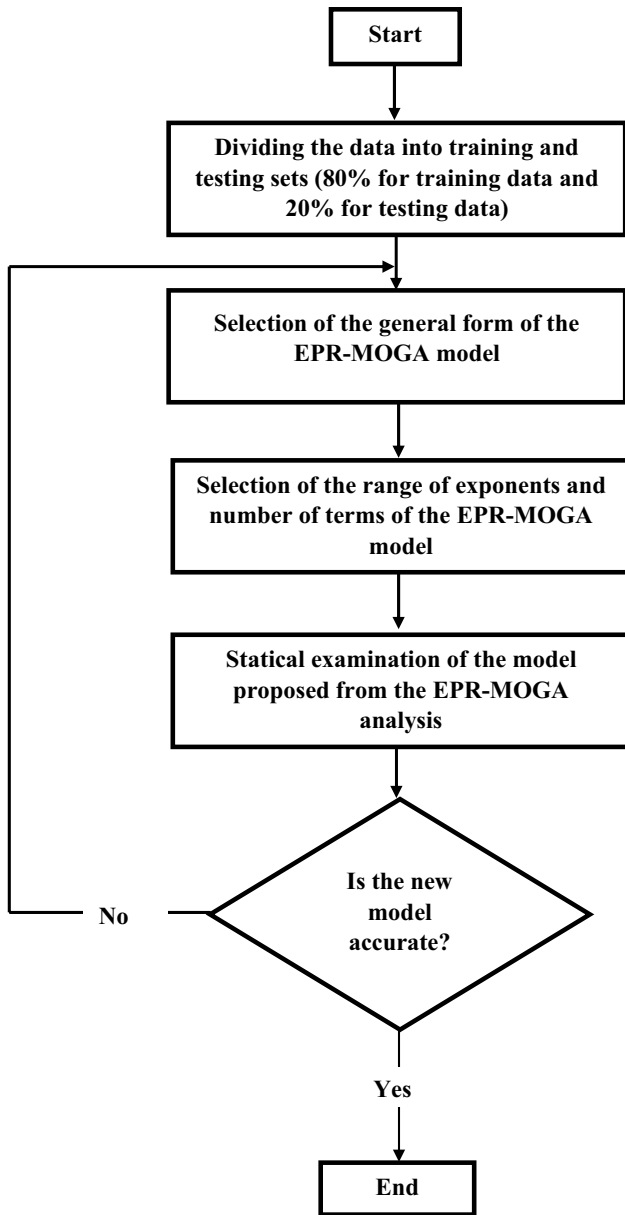 Start
Dividing the data into training and
testing sets (80% for training data and
20% for testing data)
Selection of the general form of the
EPR-MOGA model
Selection of the range of exponents and
number of terms of the EPR-MOGA
model
Statical examination of the model
proposed from the EPR-MOGA
analysis
Is the new
model
accurate?
No
Yes
End